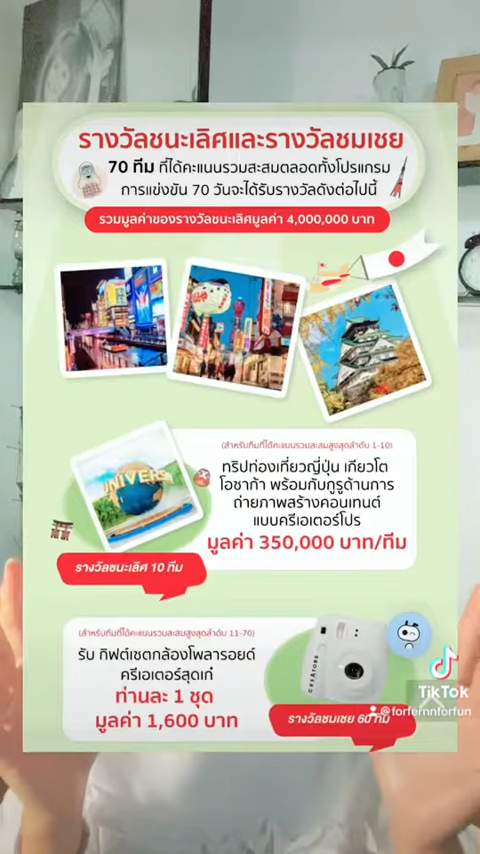 รางวัลชนะเลิศและรางวัลชมเชย
70 ทีม ที่ได้คะแนนรวมสะสมตลอดทั้งโปรแกรม
การแข่งขัน 70 วันจะได้รับรางวัลดังต่อไปนี้
รวมมูลค่าของรางวัลชนะเลิศมูลค่า 4,000,000 บาท
(สำหรับทีมที่ได้คะแนนรวมสะสมสูงสุดลำดับ 1-10)
ทริปท่องเที่ยวญี่ปุ่น เกียวโต
โอซาก้า พร้อมกับกูรูด้านการ
ถ่ายภาพสร้างคอนเทนต์
แบบครีเอเตอร์โปร
มูลค่า 350,000 บาท/ทีม
UNIVERS
รางวัลชนะเลิศ 10 ทีม
(สำหรับทีมที่ได้คะแนนรวมสะสมสูงสุดลำดับ 11-70)
รับ กิฟต์เซตกล้องโพลารอยด์
ครีเอเตอร์สุดเก๋
ท่านละ 1 ชุด
มูลค่า 1,600 บาท
CREATORS
รางวัลชมเชย 60 ทีม
TikTok
@forfernnforfun